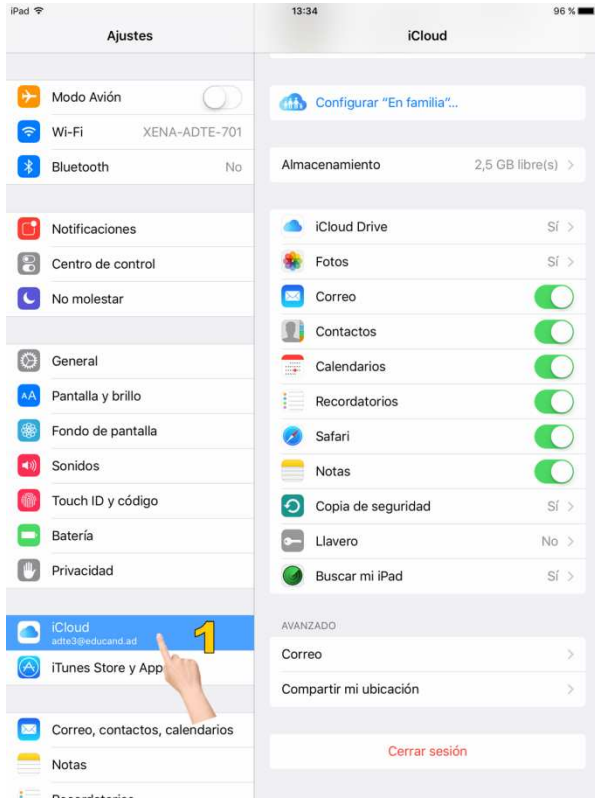 iPad 13:34 96 %
Ajustes
Modo Avión
Wi-Fi XENA-ADTE-701
Bluetooth No
Notificaciones
Centro de control
No molestar
General
AA Pantalla y brillo
Fondo de pantalla
Sonidos
Touch ID y código
Batería
Privacidad
iCloud
adte3@educand.ad
1
iTunes Store y App
Correo, contactos, calendarios
Notas
Recordatorios
iCloud
Configurar “En familia”...
Almacenamiento 2,5 GB libre(s)
iCloud Drive Sí
Fotos Sí
Correo
Contactos
Calendarios
Recordatorios
Safari
Notas
Copia de seguridad Sí
Llavero No
Buscar mi iPad Sí
AVANZADO
Correo
Compartir mi ubicación
Cerrar sesión